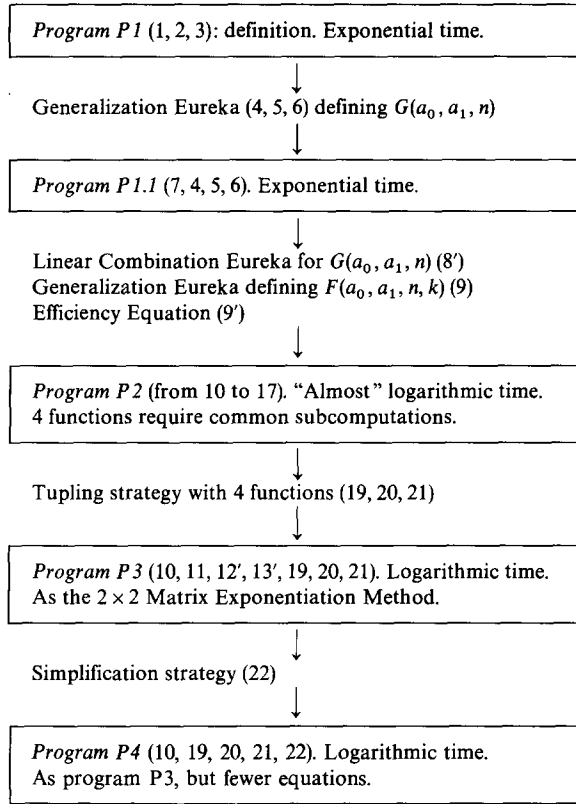 Program P1 (1, 2, 3): definition. Exponential time.
Generalization Eureka (4, 5, 6) defining G(a₀, a₁, n)
Program P1.1 (7, 4, 5, 6). Exponential time.
Linear Combination Eureka for G(a₀, a₁, n) (8′)
Generalization Eureka defining F(a₀, a₁, n, k) (9)
Efficiency Equation (9′)
Program P2 (from 10 to 17). “Almost” logarithmic time.
4 functions require common subcomputations.
Tupling strategy with 4 functions (19, 20, 21)
Program P3 (10, 11, 12′, 13′, 19, 20, 21). Logarithmic time.
As the 2 × 2 Matrix Exponentiation Method.
Simplification strategy (22)
Program P4 (10, 19, 20, 21, 22). Logarithmic time.
As program P3, but fewer equations.